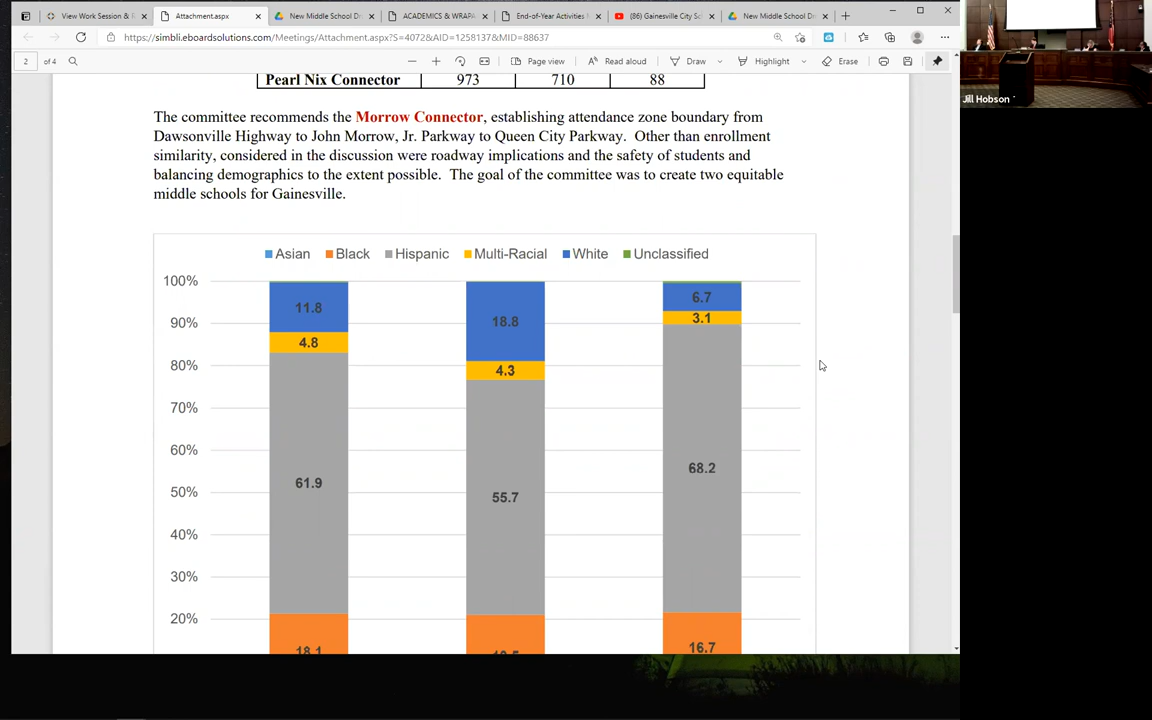 View Work Session &
Attachment.aspx
New Middle School D
ACADEMICS & WRAPA
End-of-Year Activities M
(86) Gainesville City Sc
New Middle School D
https://simbli.eboardsolutions.com/Meetings/Attachment.aspx?S=4072&AID=1258137&MID=88637
2 of 4
Page view
Read aloud
Draw
Highlight
Erase
Jill Hobson
Pearl Nix Connector 973 710 88
The committee recommends the Morrow Connector, establishing attendance zone boundary from
Dawsonville Highway to John Morrow, Jr. Parkway to Queen City Parkway. Other than enrollment
similarity, considered in the discussion were roadway implications and the safety of students and
balancing demographics to the extent possible. The goal of the committee was to create two equitable
middle schools for Gainesville.
Asian Black Hispanic Multi-Racial White Unclassified
100%
11.8 18.8 6.7
90%
4.8 4.3 3.1
80%
70%
60%
61.9 55.7 68.2
50%
40%
30%
20%
18.1 16.7